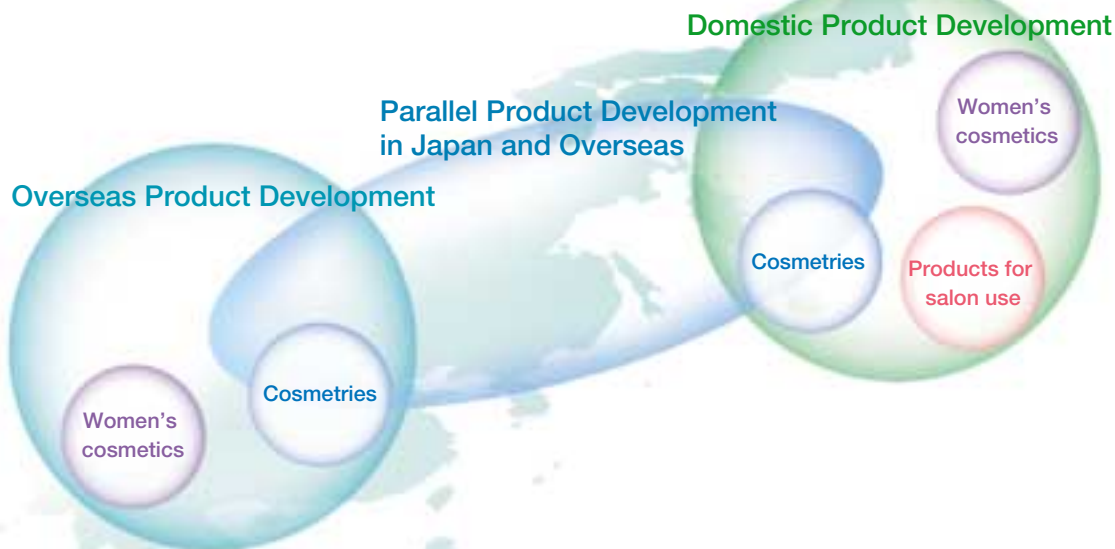 Domestic Product Development
Women's
cosmetics
Parallel Product Development
in Japan and Overseas
Overseas Product Development
Cosmetries
Products for
salon use
Cosmetries
Women's
cosmetics